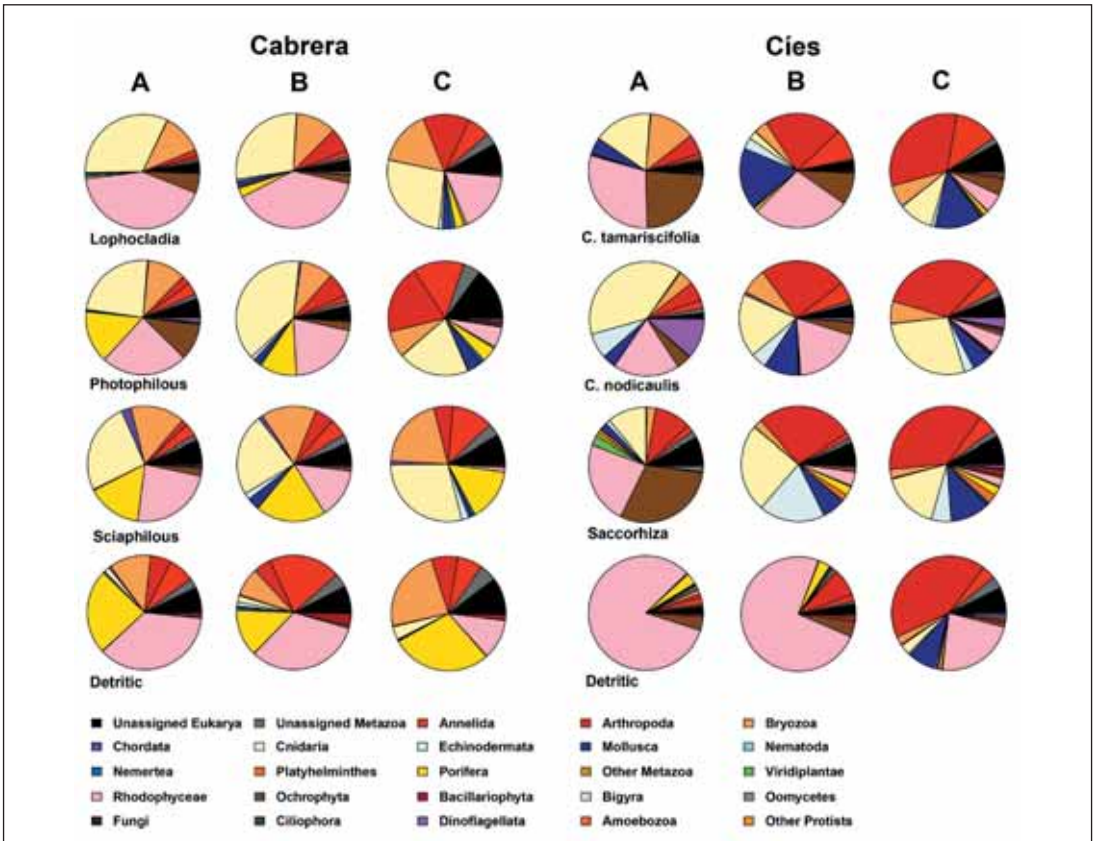 Cabrera Cíes
A B C A B C
Lophocladia C. tamariscifolia
Photophilous C. nodicaulis
Sciaphilous Saccorhiza
Detritic Detritic
Unassigned Eukarya Unassigned Metazoa Annelida Arthropoda Bryozoa
Chordata Cnidaria Echinodermata Mollusca Nematoda
Nemertea Platyhelminthes Porifera Other Metazoa Viridiplantae
Rhodophyceae Ochrophyta Bacillariophyta Bigyra Oomycetes
Fungi Ciliophora Dinoflagellata Amoebozoa Other Protists